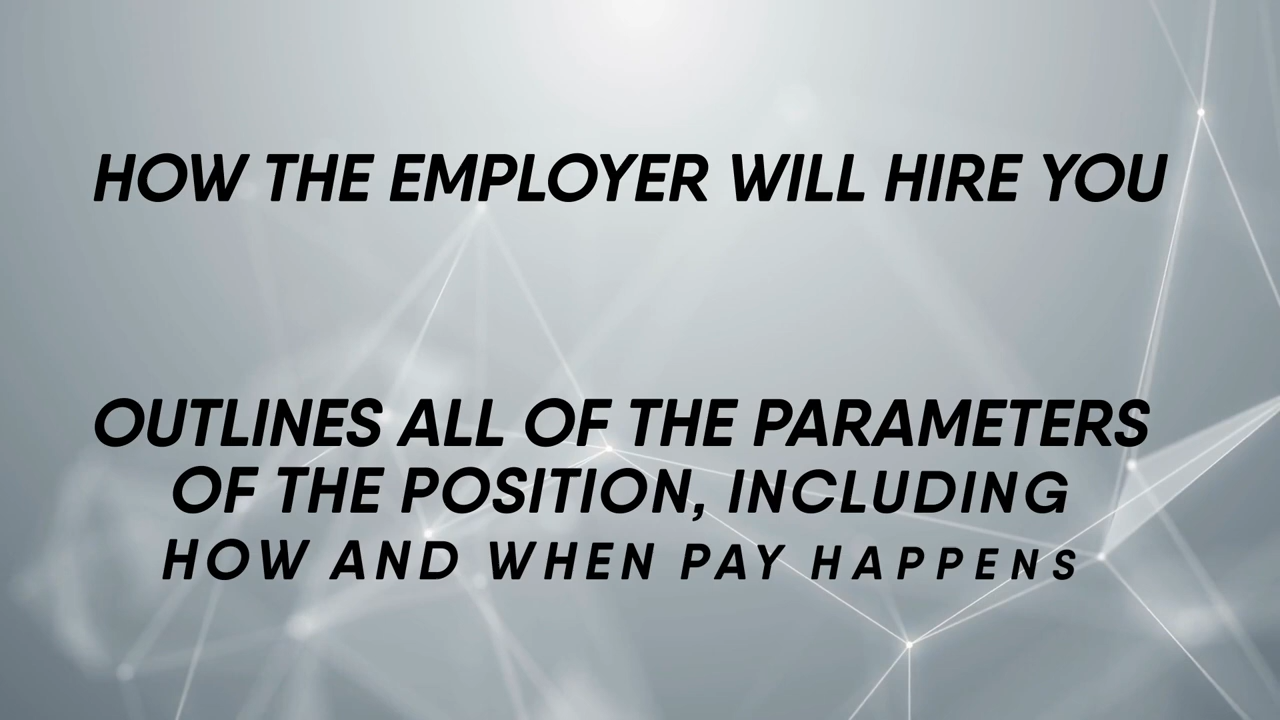 HOW THE EMPLOYER WILL HIRE YOU
OUTLINES ALL OF THE PARAMETERS
OF THE POSITION, INCLUDING
HOW AND WHEN PAY HAPPENS